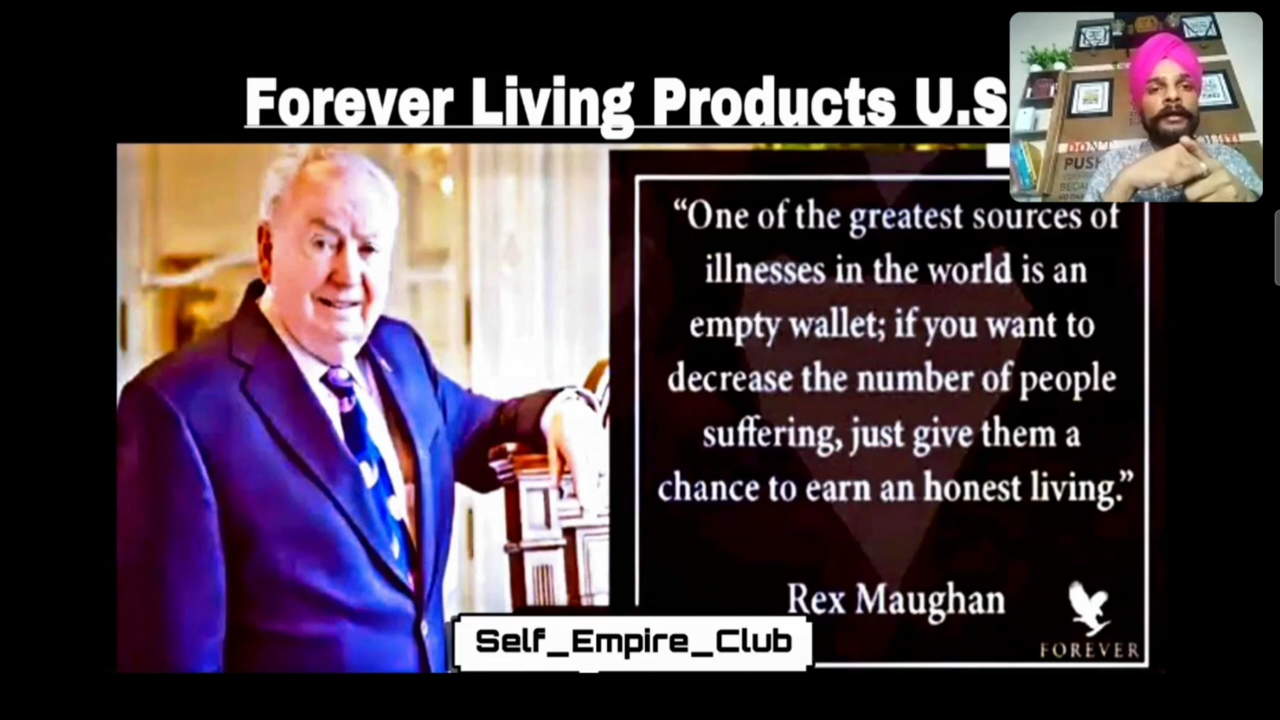 Forever Living Products U.S
“One of the greatest sources of
illnesses in the world is an
empty wallet; if you want to
decrease the number of people
suffering, just give them a
chance to earn an honest living.”
Rex Maughan
FOREVER
Self_Empire_Club
DON'T
PUSH